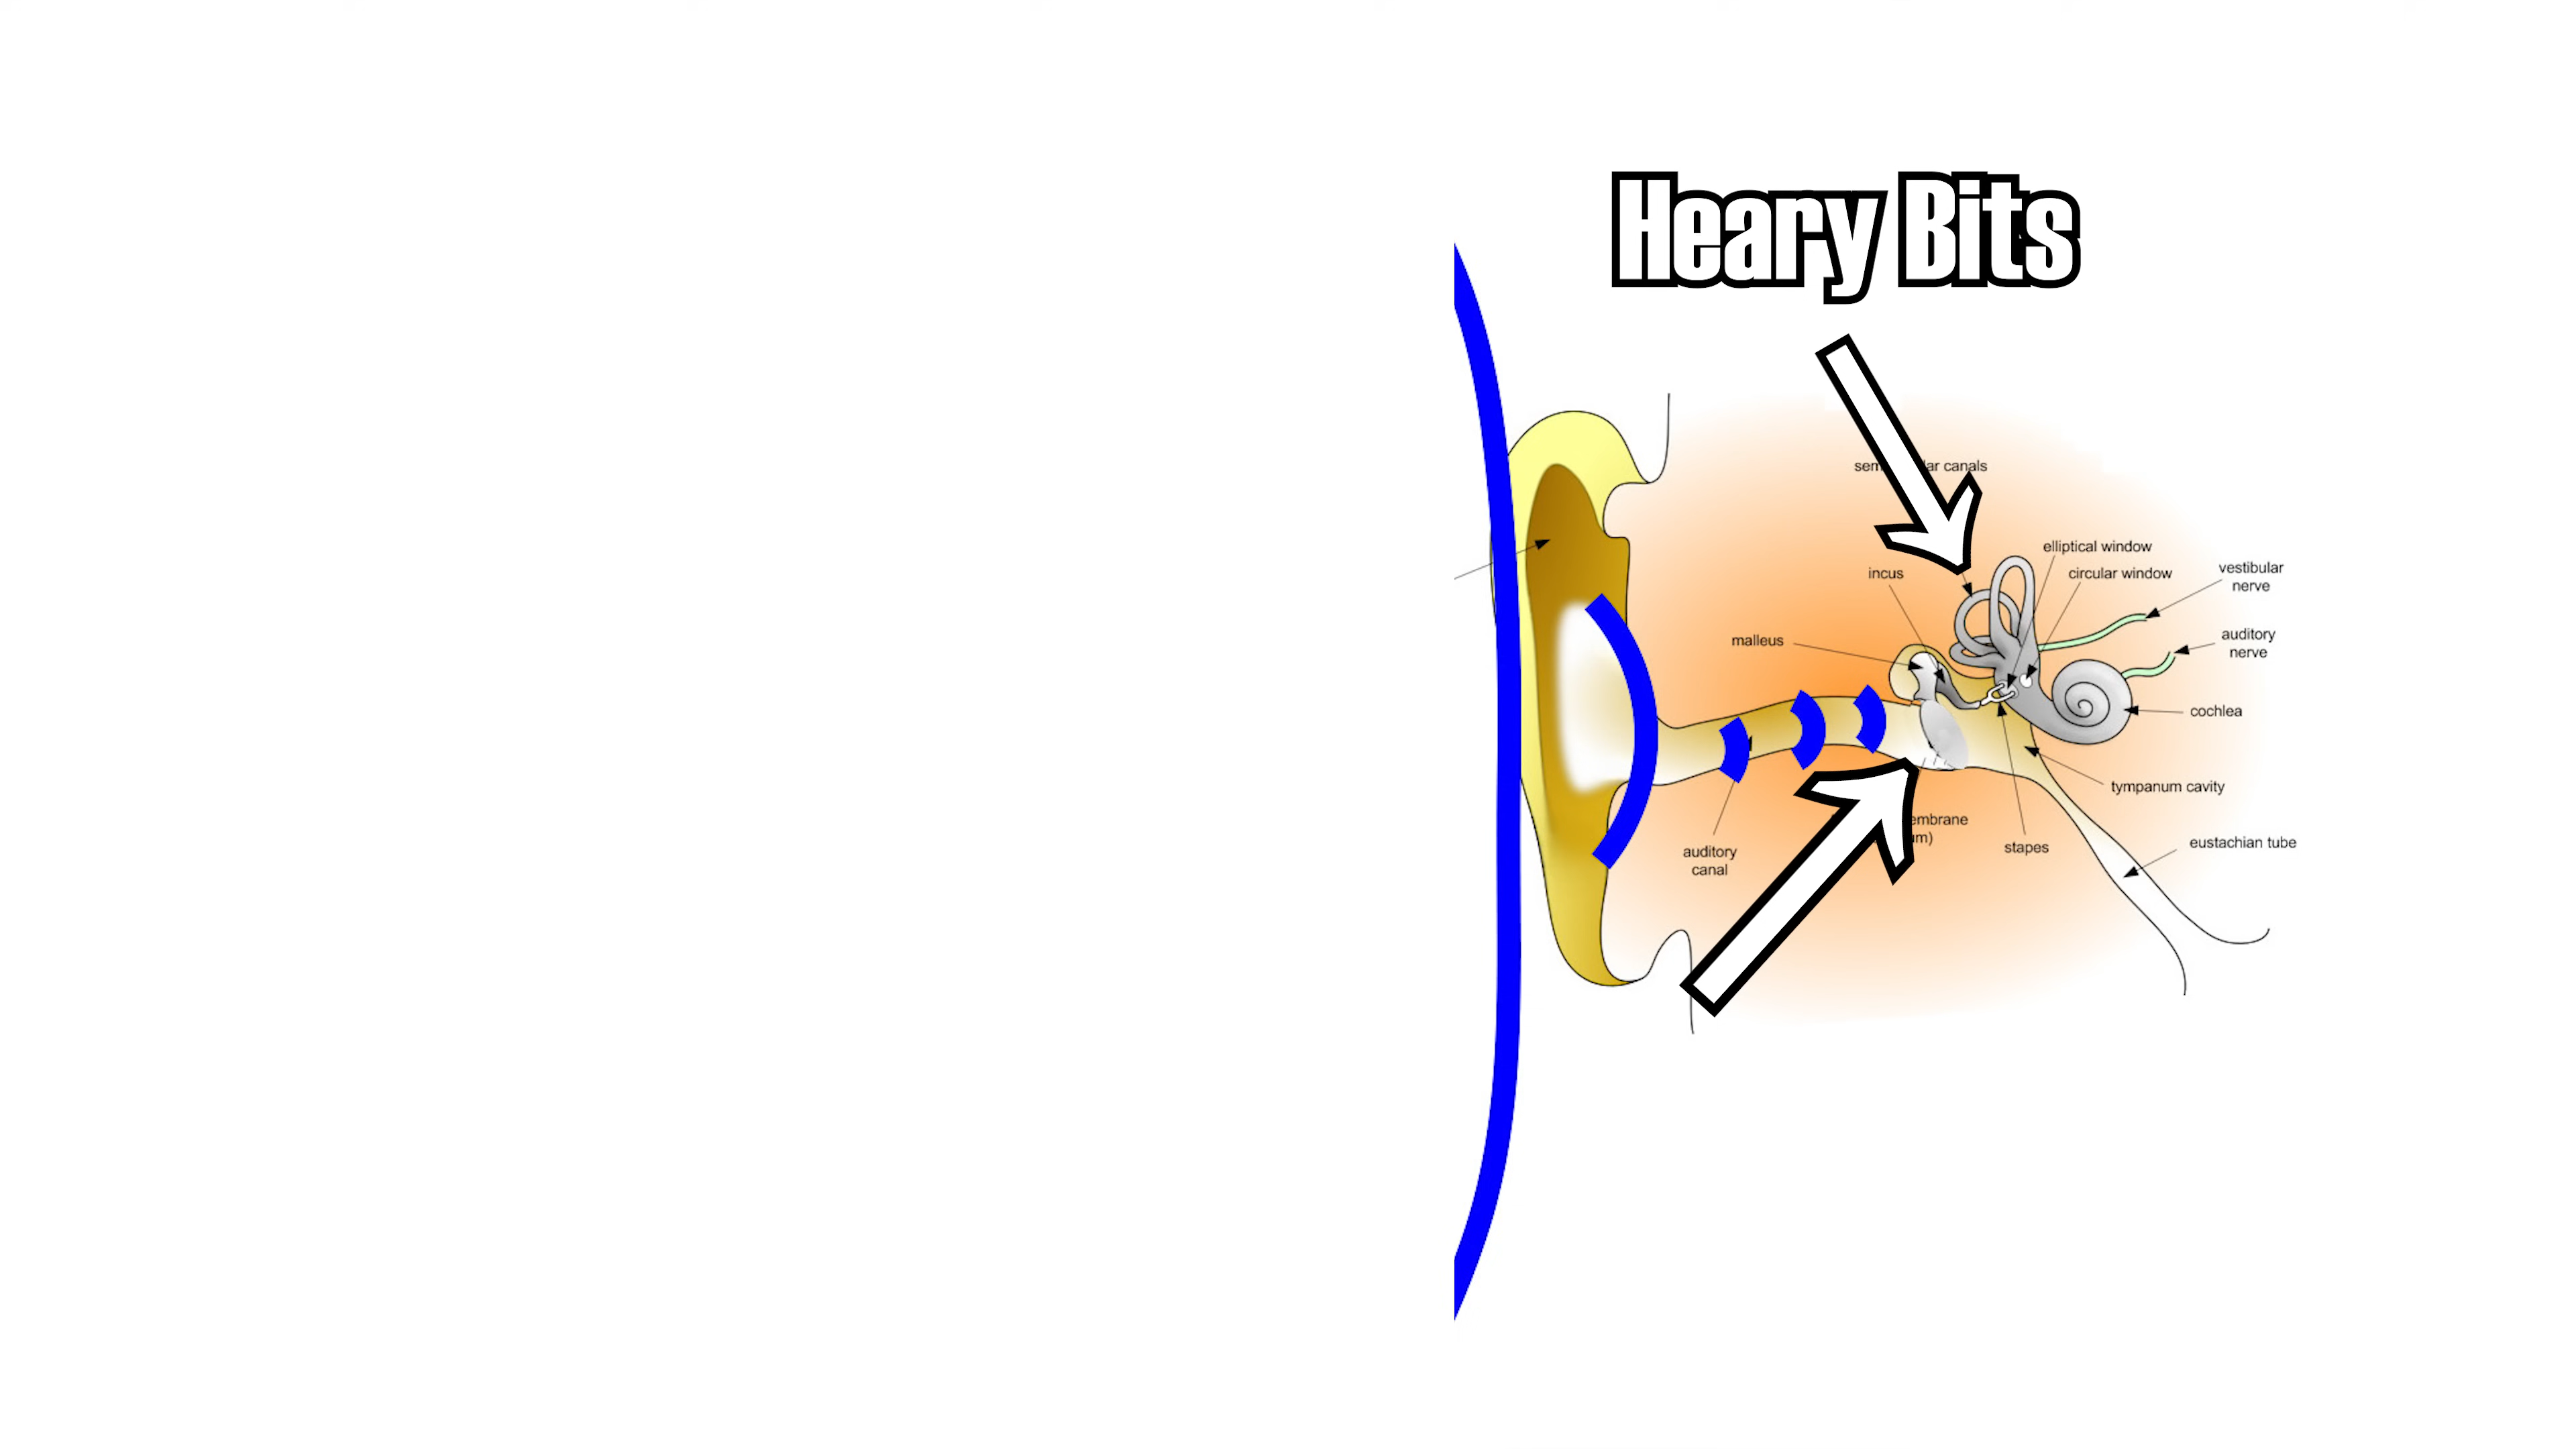 Heary Bits
canals
elliptical window
incus
circular window
vestibular
nerve
malleus
auditory
nerve
cochlea
tympanum cavity
stapes
eustachian tube
auditory
canal